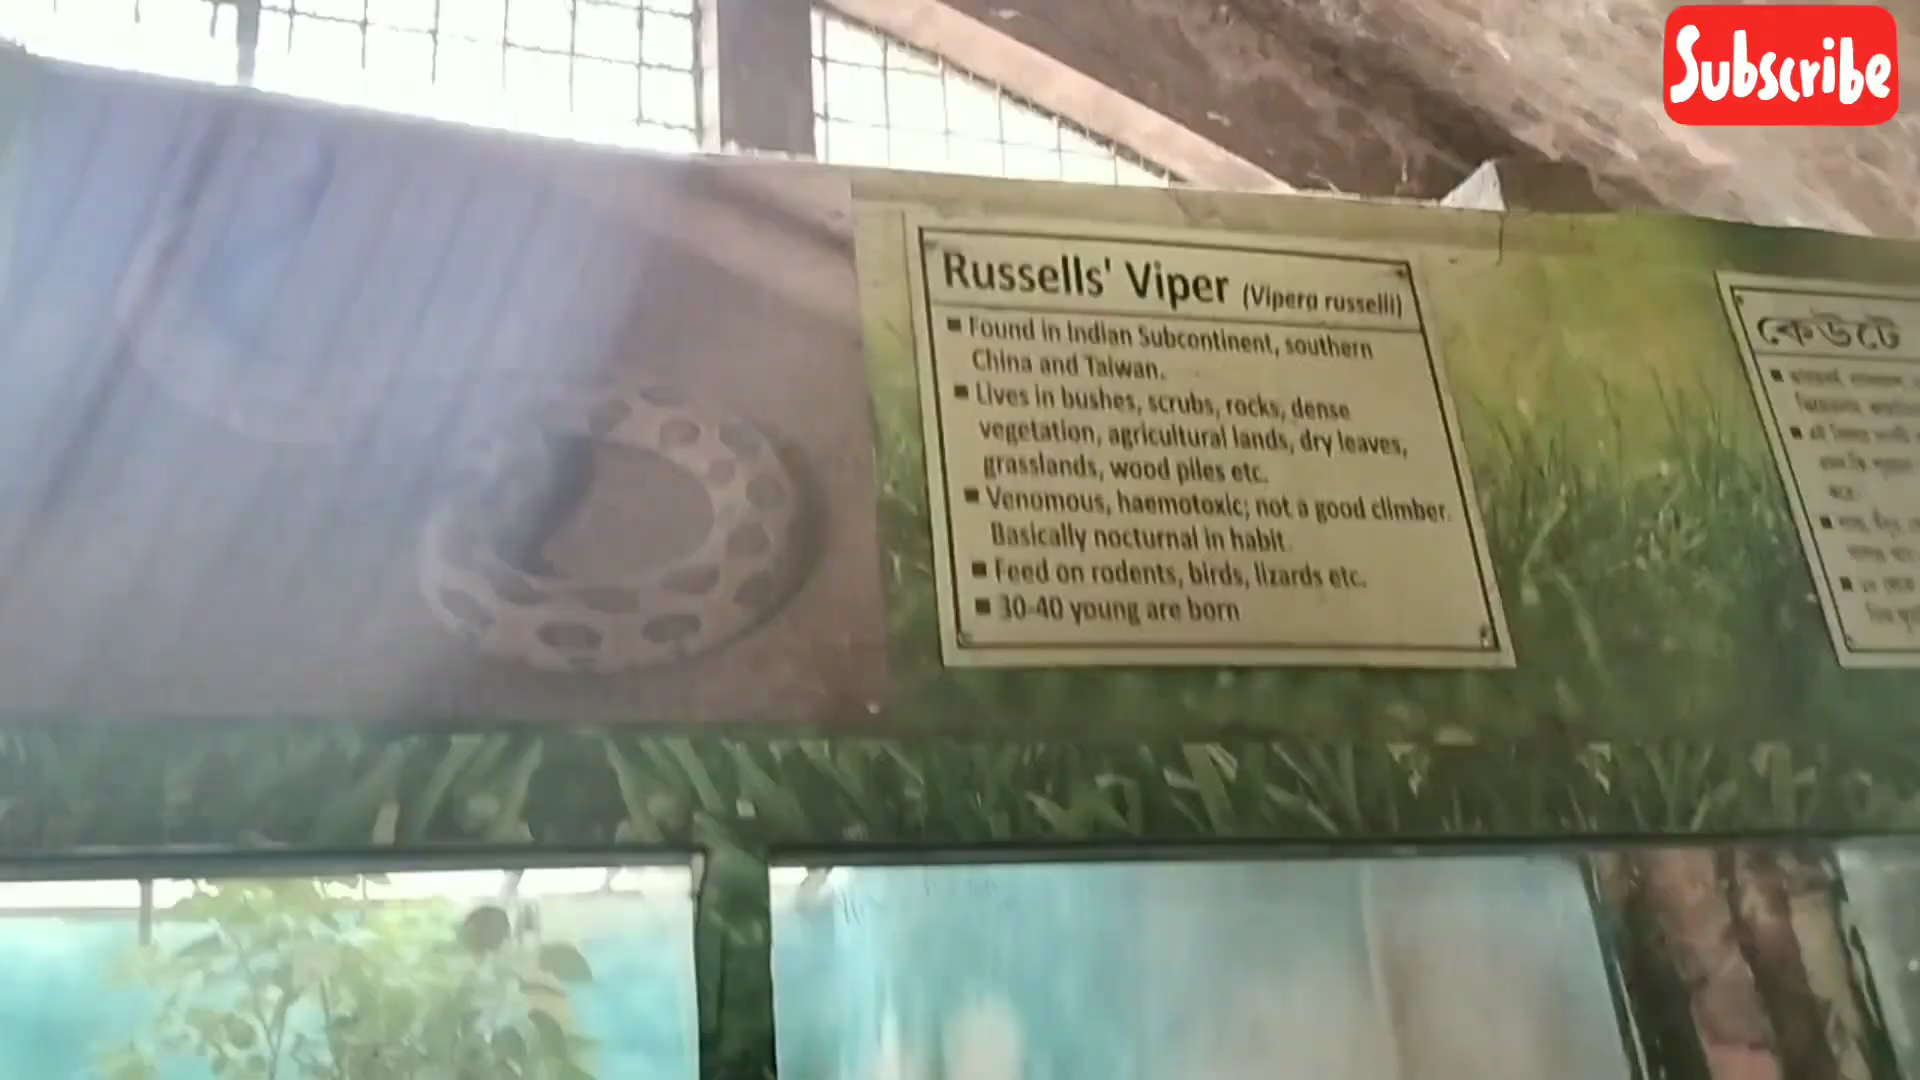 Subscribe
Russells' Viper (Vipera russelli)
▪ Found in Indian Subcontinent, southern
China and Taiwan.
▪ Lives in bushes, scrubs, rocks, dense
vegetation, agricultural lands, dry leaves,
grasslands, wood piles etc.
▪ Venomous, haemotoxic; not a good climber.
Basically nocturnal in habit.
▪ Feed on rodents, birds, lizards etc.
▪ 30-40 young are born
কেউটে